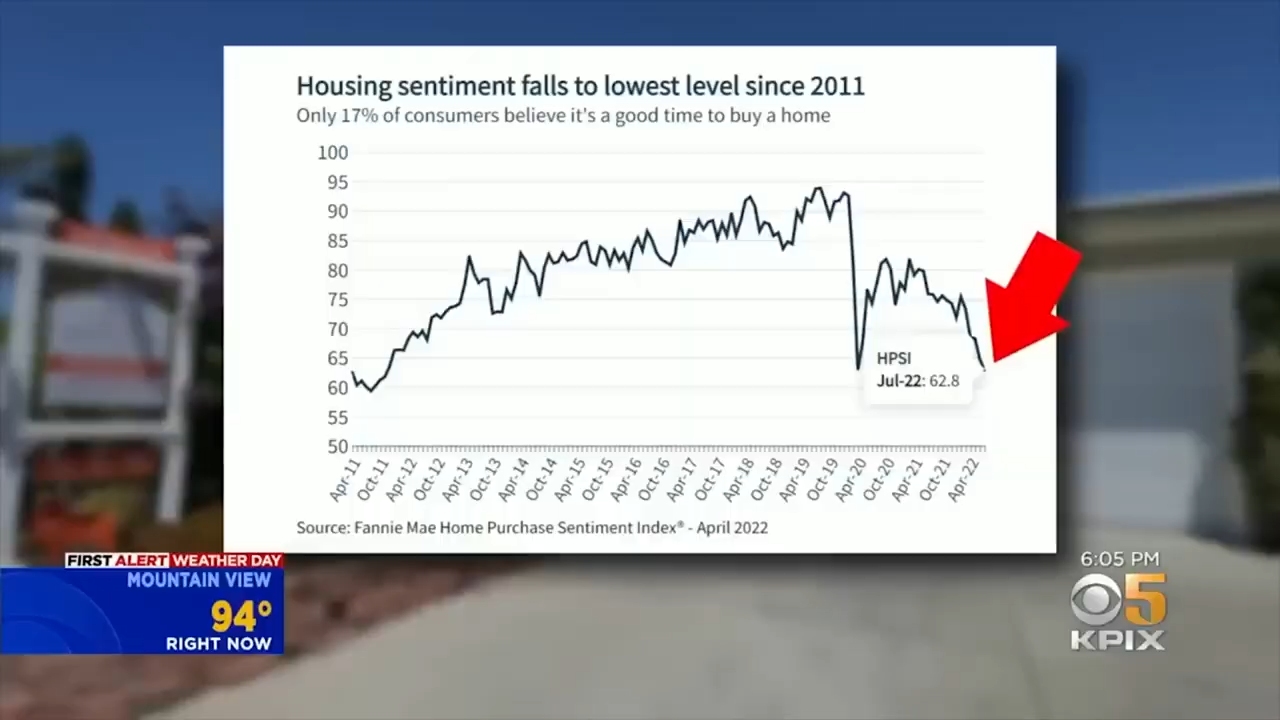 Housing sentiment falls to lowest level since 2011
Only 17% of consumers believe it's a good time to buy a home
100
95
90
85
80
75
70
65
60
55
50
HPSI
Jul-22: 62.8
Apr-11 Oct-11 Apr-12 Oct-12 Apr-13 Oct-13 Apr-14 Oct-14 Apr-15 Oct-15 Apr-16 Oct-16 Apr-17 Oct-17 Apr-18 Oct-18 Apr-19 Oct-19 Apr-20 Oct-20 Apr-21 Oct-21 Apr-22
Source: Fannie Mae Home Purchase Sentiment Index® - April 2022
FIRST ALERT WEATHER DAY
MOUNTAIN VIEW
94°
RIGHT NOW
6:05 PM
5
KPIX